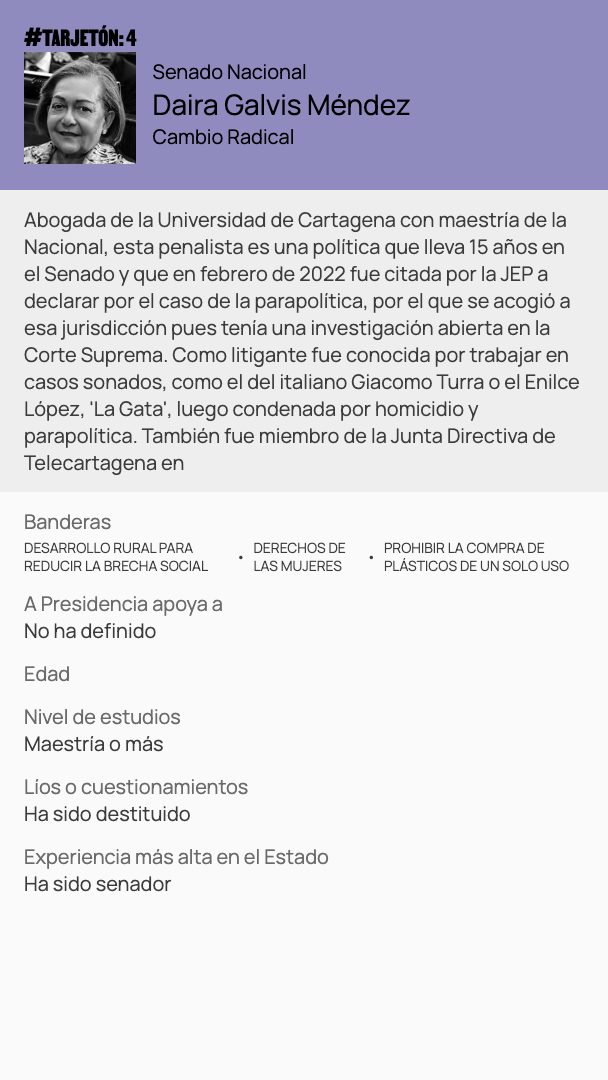 #TARJETÓN: 4
Senado Nacional
Daira Galvis Méndez
Cambio Radical
Abogada de la Universidad de Cartagena con maestría de la
Nacional, esta penalista es una política que lleva 15 años en
el Senado y que en febrero de 2022 fue citada por la JEP a
declarar por el caso de la parapolítica, por el que se acogió a
esa jurisdicción pues tenía una investigación abierta en la
Corte Suprema. Como litigante fue conocida por trabajar en
casos sonados, como el del italiano Giacomo Turra o el Enilce
López, 'La Gata', luego condenada por homicidio y
parapolítica. También fue miembro de la Junta Directiva de
Telecartagena en
Banderas
DESARROLLO RURAL PARA
REDUCIR LA BRECHA SOCIAL
• DERECHOS DE
LAS MUJERES
• PROHIBIR LA COMPRA DE
PLÁSTICOS DE UN SOLO USO
A Presidencia apoya a
No ha definido
Edad
Nivel de estudios
Maestría o más
Líos o cuestionamientos
Ha sido destituido
Experiencia más alta en el Estado
Ha sido senador